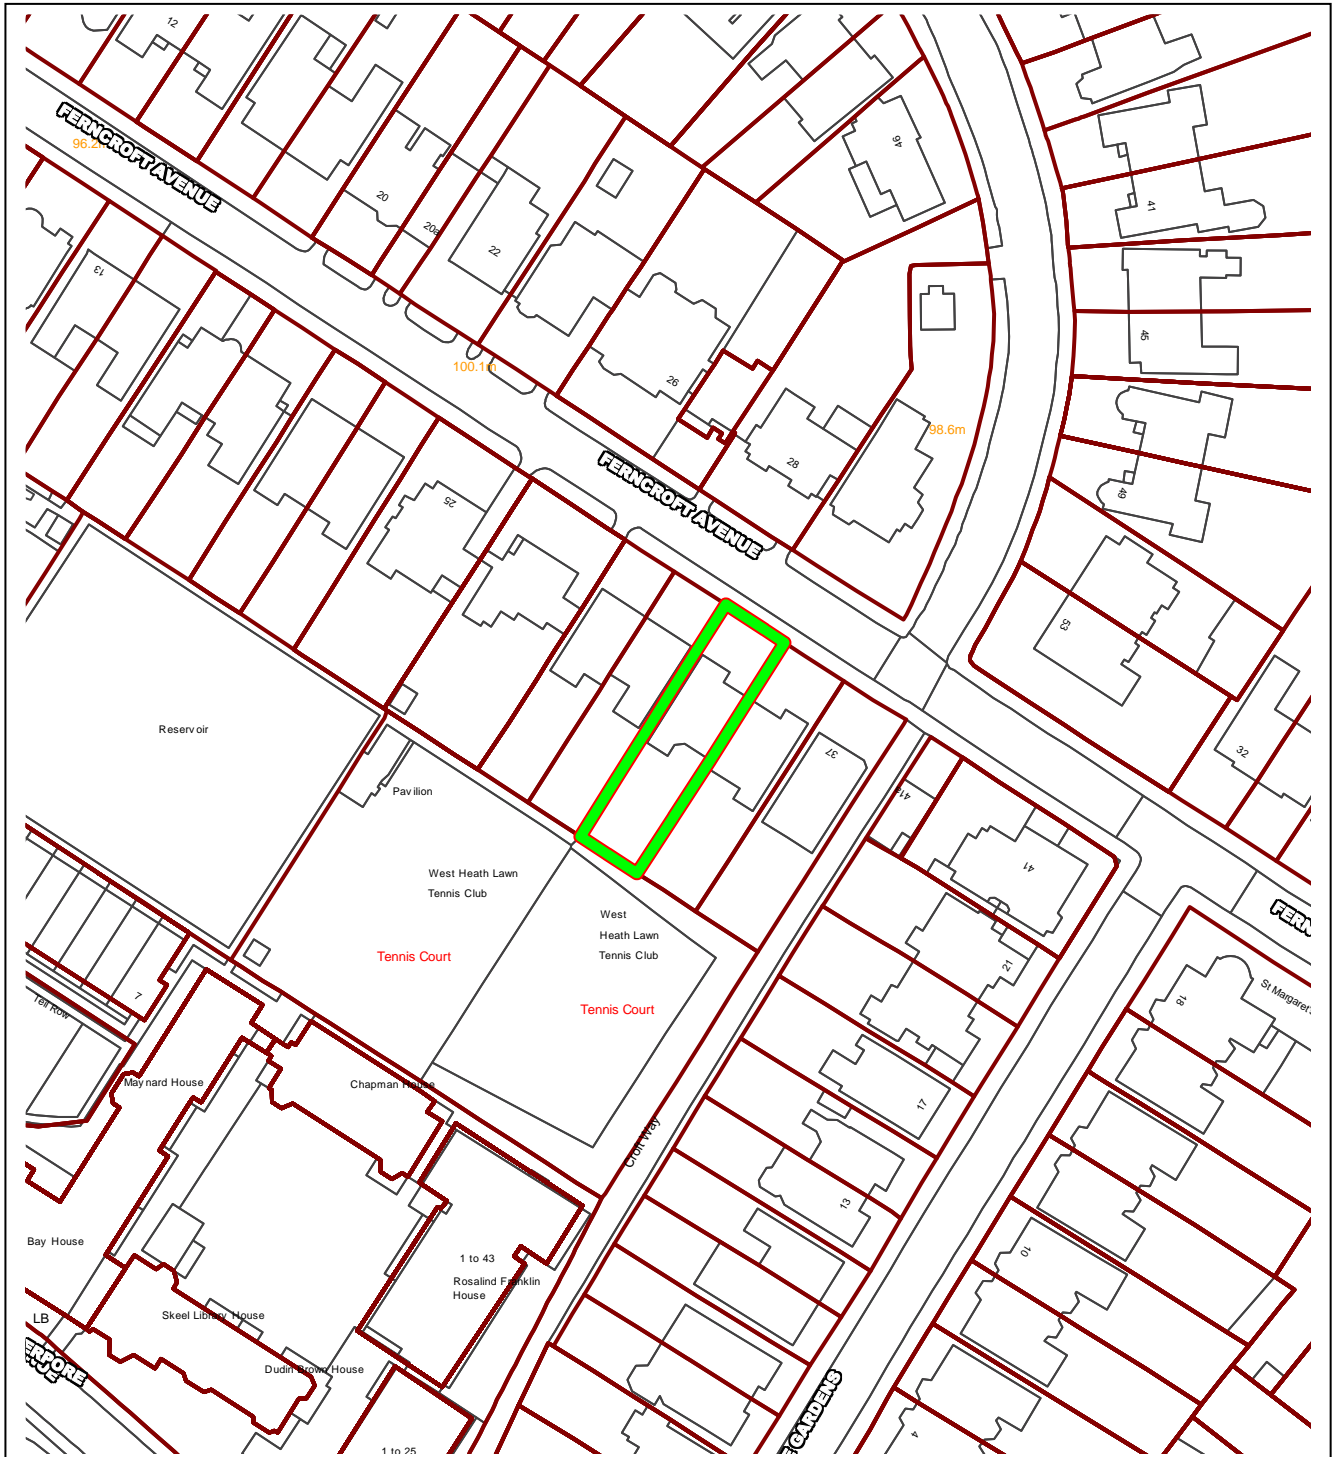 12
FERNCROFT AVENUE
96.2m
20
20a
22
46
41
13
45
100.1m
26
28
98.6m
49
25
FERNCROFT AVENUE
53
32
37
Reservoir
Pavilion
41a
41
West Heath Lawn
Tennis Club
West
Heath Lawn
Tennis Club
Tennis Court
Tennis Court
21
18
7
Tell Row
Maynard House
Chapman House
17
Croft Way
13
Bay House
1 to 43
Rosalind Franklin
House
10
Skeel Library House
LB
Dudin Brown House
GARDENS
4
1 to 25